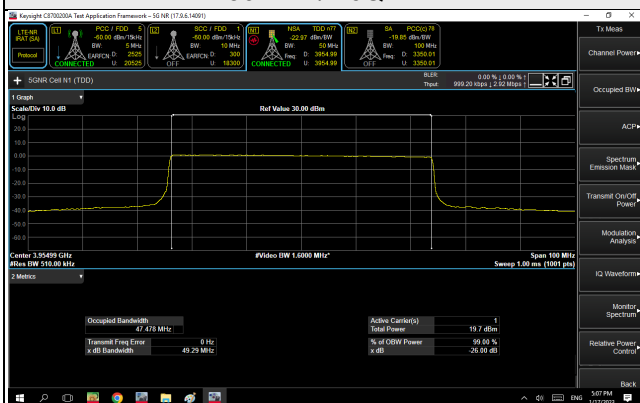 Keysight C8700200A Test Application Framework - 5G NR (17.9.6.14091)
Tx Meas
LTE-NR
IRAT (SA)
Protocol
L1
PCC / FDD 5
-60.00 dBm/15kHz
BW: 5 MHz
EARFCN: D: 2525
U: 20525
CONNECTED
L2
SCC / FDD 1
-60.00 dBm/15kHz
BW: 10 MHz
EARFCN: D: 300
U: 18300
OFF
N1
NSA TDD n77
-22.97 dBm/BW
BW: 50 MHz
Freq: D: 3954.99
U: 3954.99
CONNECTED
N2
SA PCC(s) 78
-19.85 dBm/BW
BW: 100 MHz
Freq: D: 3350.01
U: 3350.01
OFF
Channel Power
5GNR Cell N1 (TDD)
BLER: 0.00 % ↓ 0.00 % ↑
Thput: 999.20 kbps ↓ 2.92 Mbps ↑
Occupied BW
1 Graph
Scale/Div 10.0 dB
Ref Value 30.00 dBm
Log
20.0
10.0
0.00
-10.0
-20.0
-30.0
-40.0
-50.0
-60.0
ACP
Spectrum
Emission Mask
Transmit On/Off
Power
Modulation
Analysis
Center 3.95499 GHz
#Video BW 1.6000 MHz*
Span 100 MHz
#Res BW 510.00 kHz
Sweep 1.00 ms (1001 pts)
2 Metrics
IQ Waveform
Monitor
Spectrum
Occupied Bandwidth
47.478 MHz
Active Carrier(s) 1
Total Power 19.7 dBm
Transmit Freq Error 0 Hz
x dB Bandwidth 49.29 MHz
% of OBW Power 99.00 %
x dB -26.00 dB
Relative Power
Control
Back
ENG
5:07 PM
1/17/2023